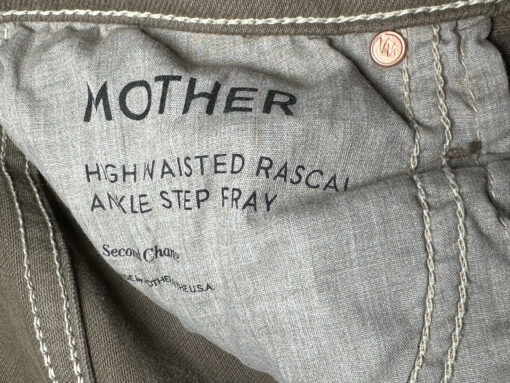 MOTHER
HIGH WAISTED RASCAL
ANKLE STEP FRAY
Second Chance